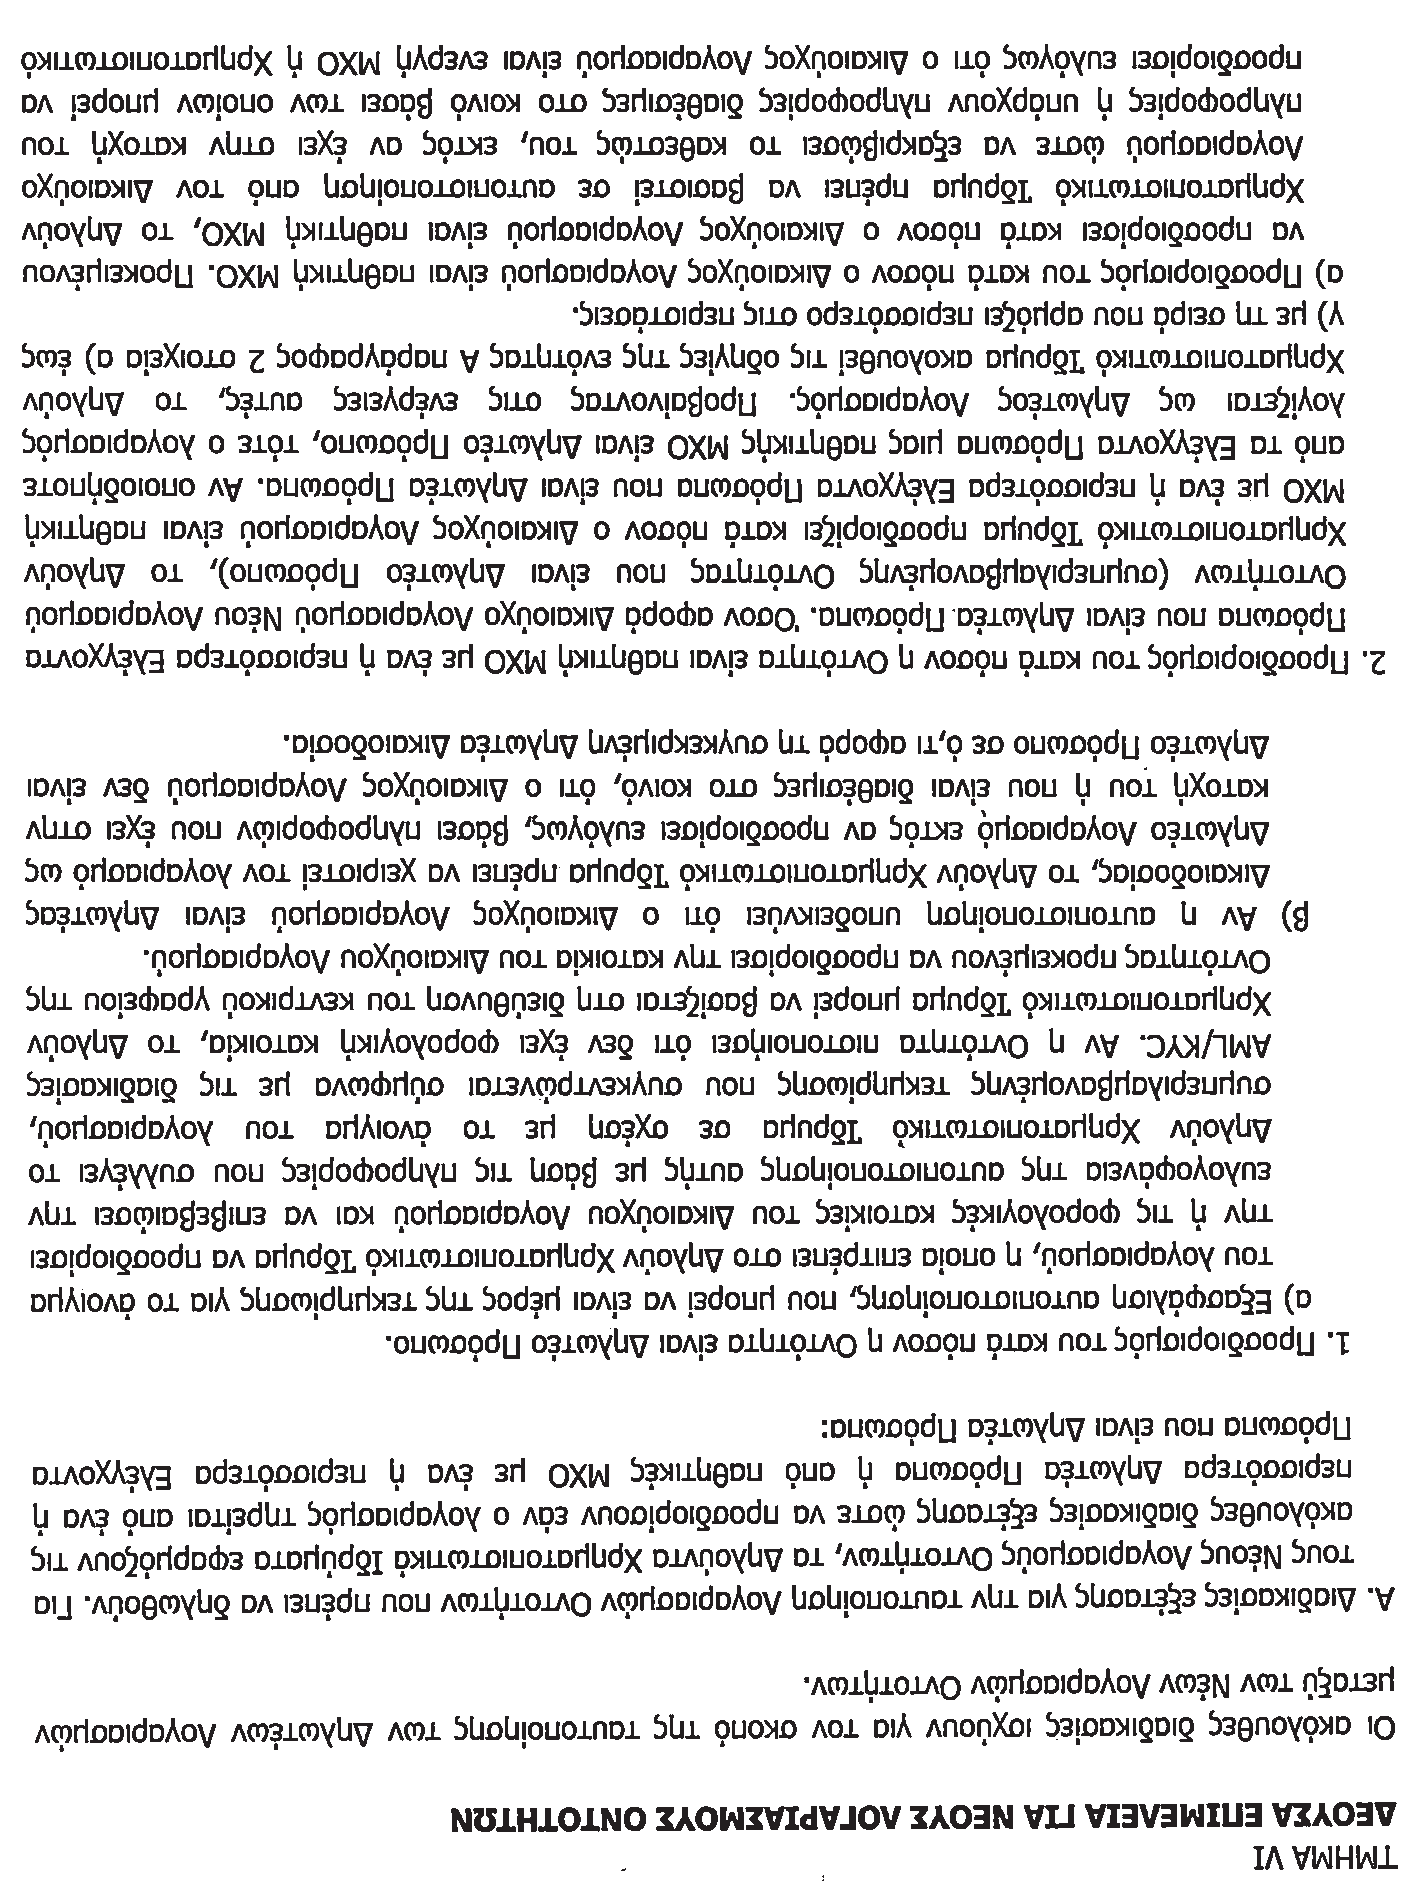 ΤΜΗΜΑ VI
ΔΕΟΥΣΑ ΕΠΙΜΕΛΕΙΑ ΓΙΑ ΝΕΟΥΣ ΛΟΓΑΡΙΑΣΜΟΥΣ ΟΝΤΟΤΗΤΩΝ
Οι ακόλουθες διαδικασίες ισχύουν για τον σκοπό της ταυτοποίησης των Δηλωτέων Λογαριασμών
μεταξύ των Νέων Λογαριασμών Οντοτήτων.
Α. Διαδικασίες εξέτασης για την ταυτοποίηση Λογαριασμών Οντοτήτων που πρέπει να δηλωθούν. Για
τους Νέους Λογαριασμούς Οντοτήτων, τα Δηλούντα Χρηματοπιστωτικά Ιδρύματα εφαρμόζουν τις
ακόλουθες διαδικασίες εξέτασης ώστε να προσδιορίσουν εάν ο λογαριασμός τηρείται από ένα ή
περισσότερα Δηλωτέα Πρόσωπα ή από παθητικές ΜΧΟ με ένα ή περισσότερα Ελέγχοντα
Πρόσωπα που είναι Δηλωτέα Πρόσωπα:
1. Προσδιορισμός του κατά πόσον η Οντότητα είναι Δηλωτέο Πρόσωπο.
α) Εξασφάλιση αυτοπιστοποίησης, που μπορεί να είναι μέρος της τεκμηρίωσης για το άνοιγμα
του λογαριασμού, η οποία επιτρέπει στο Δηλούν Χρηματοπιστωτικό Ίδρυμα να προσδιορίσει
την ή τις φορολογικές κατοικίες του Δικαιούχου Λογαριασμού και να επιβεβαιώσει την
ευλογοφάνεια της αυτοπιστοποίησης αυτής με βάση τις πληροφορίες που συλλέγει το
Δηλούν Χρηματοπιστωτικό Ίδρυμα σε σχέση με το άνοιγμα του λογαριασμού,
συμπεριλαμβανομένης τεκμηρίωσης που συγκεντρώνεται σύμφωνα με τις διαδικασίες
AML/KYC. Αν η Οντότητα πιστοποιήσει ότι δεν έχει φορολογική κατοικία, το Δηλούν
Χρηματοπιστωτικό Ίδρυμα μπορεί να βασίζεται στη διεύθυνση του κεντρικού γραφείου της
Οντότητας προκειμένου να προσδιορίσει την κατοικία του Δικαιούχου Λογαριασμού.
β) Αν η αυτοπιστοποίηση υποδεικνύει ότι ο Δικαιούχος Λογαριασμού είναι Δηλωτέας
Δικαιοδοσίας, το Δηλούν Χρηματοπιστωτικό Ίδρυμα πρέπει να χειριστεί τον λογαριασμό ως
Δηλωτέο Λογαριασμό εκτός αν προσδιορίσει ευλόγως, βάσει πληροφοριών που έχει στην
κατοχή του ή που είναι διαθέσιμες στο κοινό, ότι ο Δικαιούχος Λογαριασμού δεν είναι
Δηλωτέο Πρόσωπο σε ό,τι αφορά τη συγκεκριμένη Δηλωτέα Δικαιοδοσία.
2. Προσδιορισμός του κατά πόσον η Οντότητα είναι παθητική ΜΧΟ με ένα ή περισσότερα Ελέγχοντα
Πρόσωπα που είναι Δηλωτέα Πρόσωπα. Όσον αφορά Δικαιούχο Λογαριασμού Νέου Λογαριασμού
Οντοτήτων (συμπεριλαμβανομένης Οντότητας που είναι Δηλωτέο Πρόσωπο), το Δηλούν
Χρηματοπιστωτικό Ίδρυμα προσδιορίζει κατά πόσον ο Δικαιούχος Λογαριασμού είναι παθητική
ΜΧΟ με ένα ή περισσότερα Ελέγχοντα Πρόσωπα που είναι Δηλωτέα Πρόσωπα. Αν οποιοδήποτε
από τα Ελέγχοντα Πρόσωπα μιας παθητικής ΜΧΟ είναι Δηλωτέο Πρόσωπο, τότε ο λογαριασμός
λογίζεται ως Δηλωτέος Λογαριασμός. Προβαίνοντας στις ενέργειες αυτές, το Δηλούν
Χρηματοπιστωτικό Ίδρυμα ακολουθεί τις οδηγίες της ενότητας Α παράγραφος 2 στοιχεία α) έως
γ) με τη σειρά που αρμόζει περισσότερο στις περιστάσεις.
α) Προσδιορισμός του κατά πόσον ο Δικαιούχος Λογαριασμού είναι παθητική ΜΧΟ. Προκειμένου
να προσδιορίσει κατά πόσον ο Δικαιούχος Λογαριασμού είναι παθητική ΜΧΟ, το Δηλούν
Χρηματοπιστωτικό Ίδρυμα πρέπει να βασιστεί σε αυτοπιστοποίηση από τον Δικαιούχο
Λογαριασμού ώστε να εξακριβώσει το καθεστώς του, εκτός αν έχει στην κατοχή του
πληροφορίες ή υπάρχουν πληροφορίες διαθέσιμες στο κοινό βάσει των οποίων μπορεί να
προσδιορίσει ευλόγως ότι ο Δικαιούχος Λογαριασμού είναι ενεργή ΜΧΟ ή Χρηματοπιστωτικό